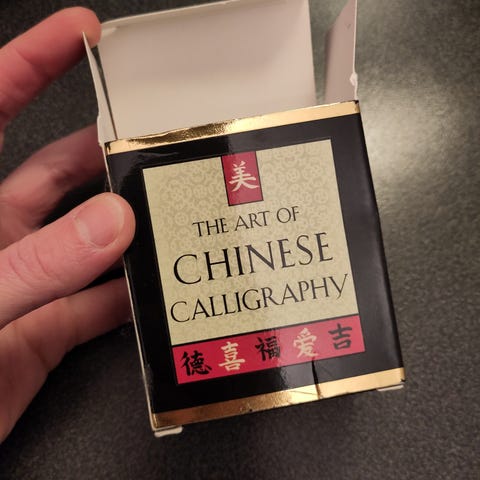 美
THE ART OF
CHINESE
CALLIGRAPHY
德喜福爱吉